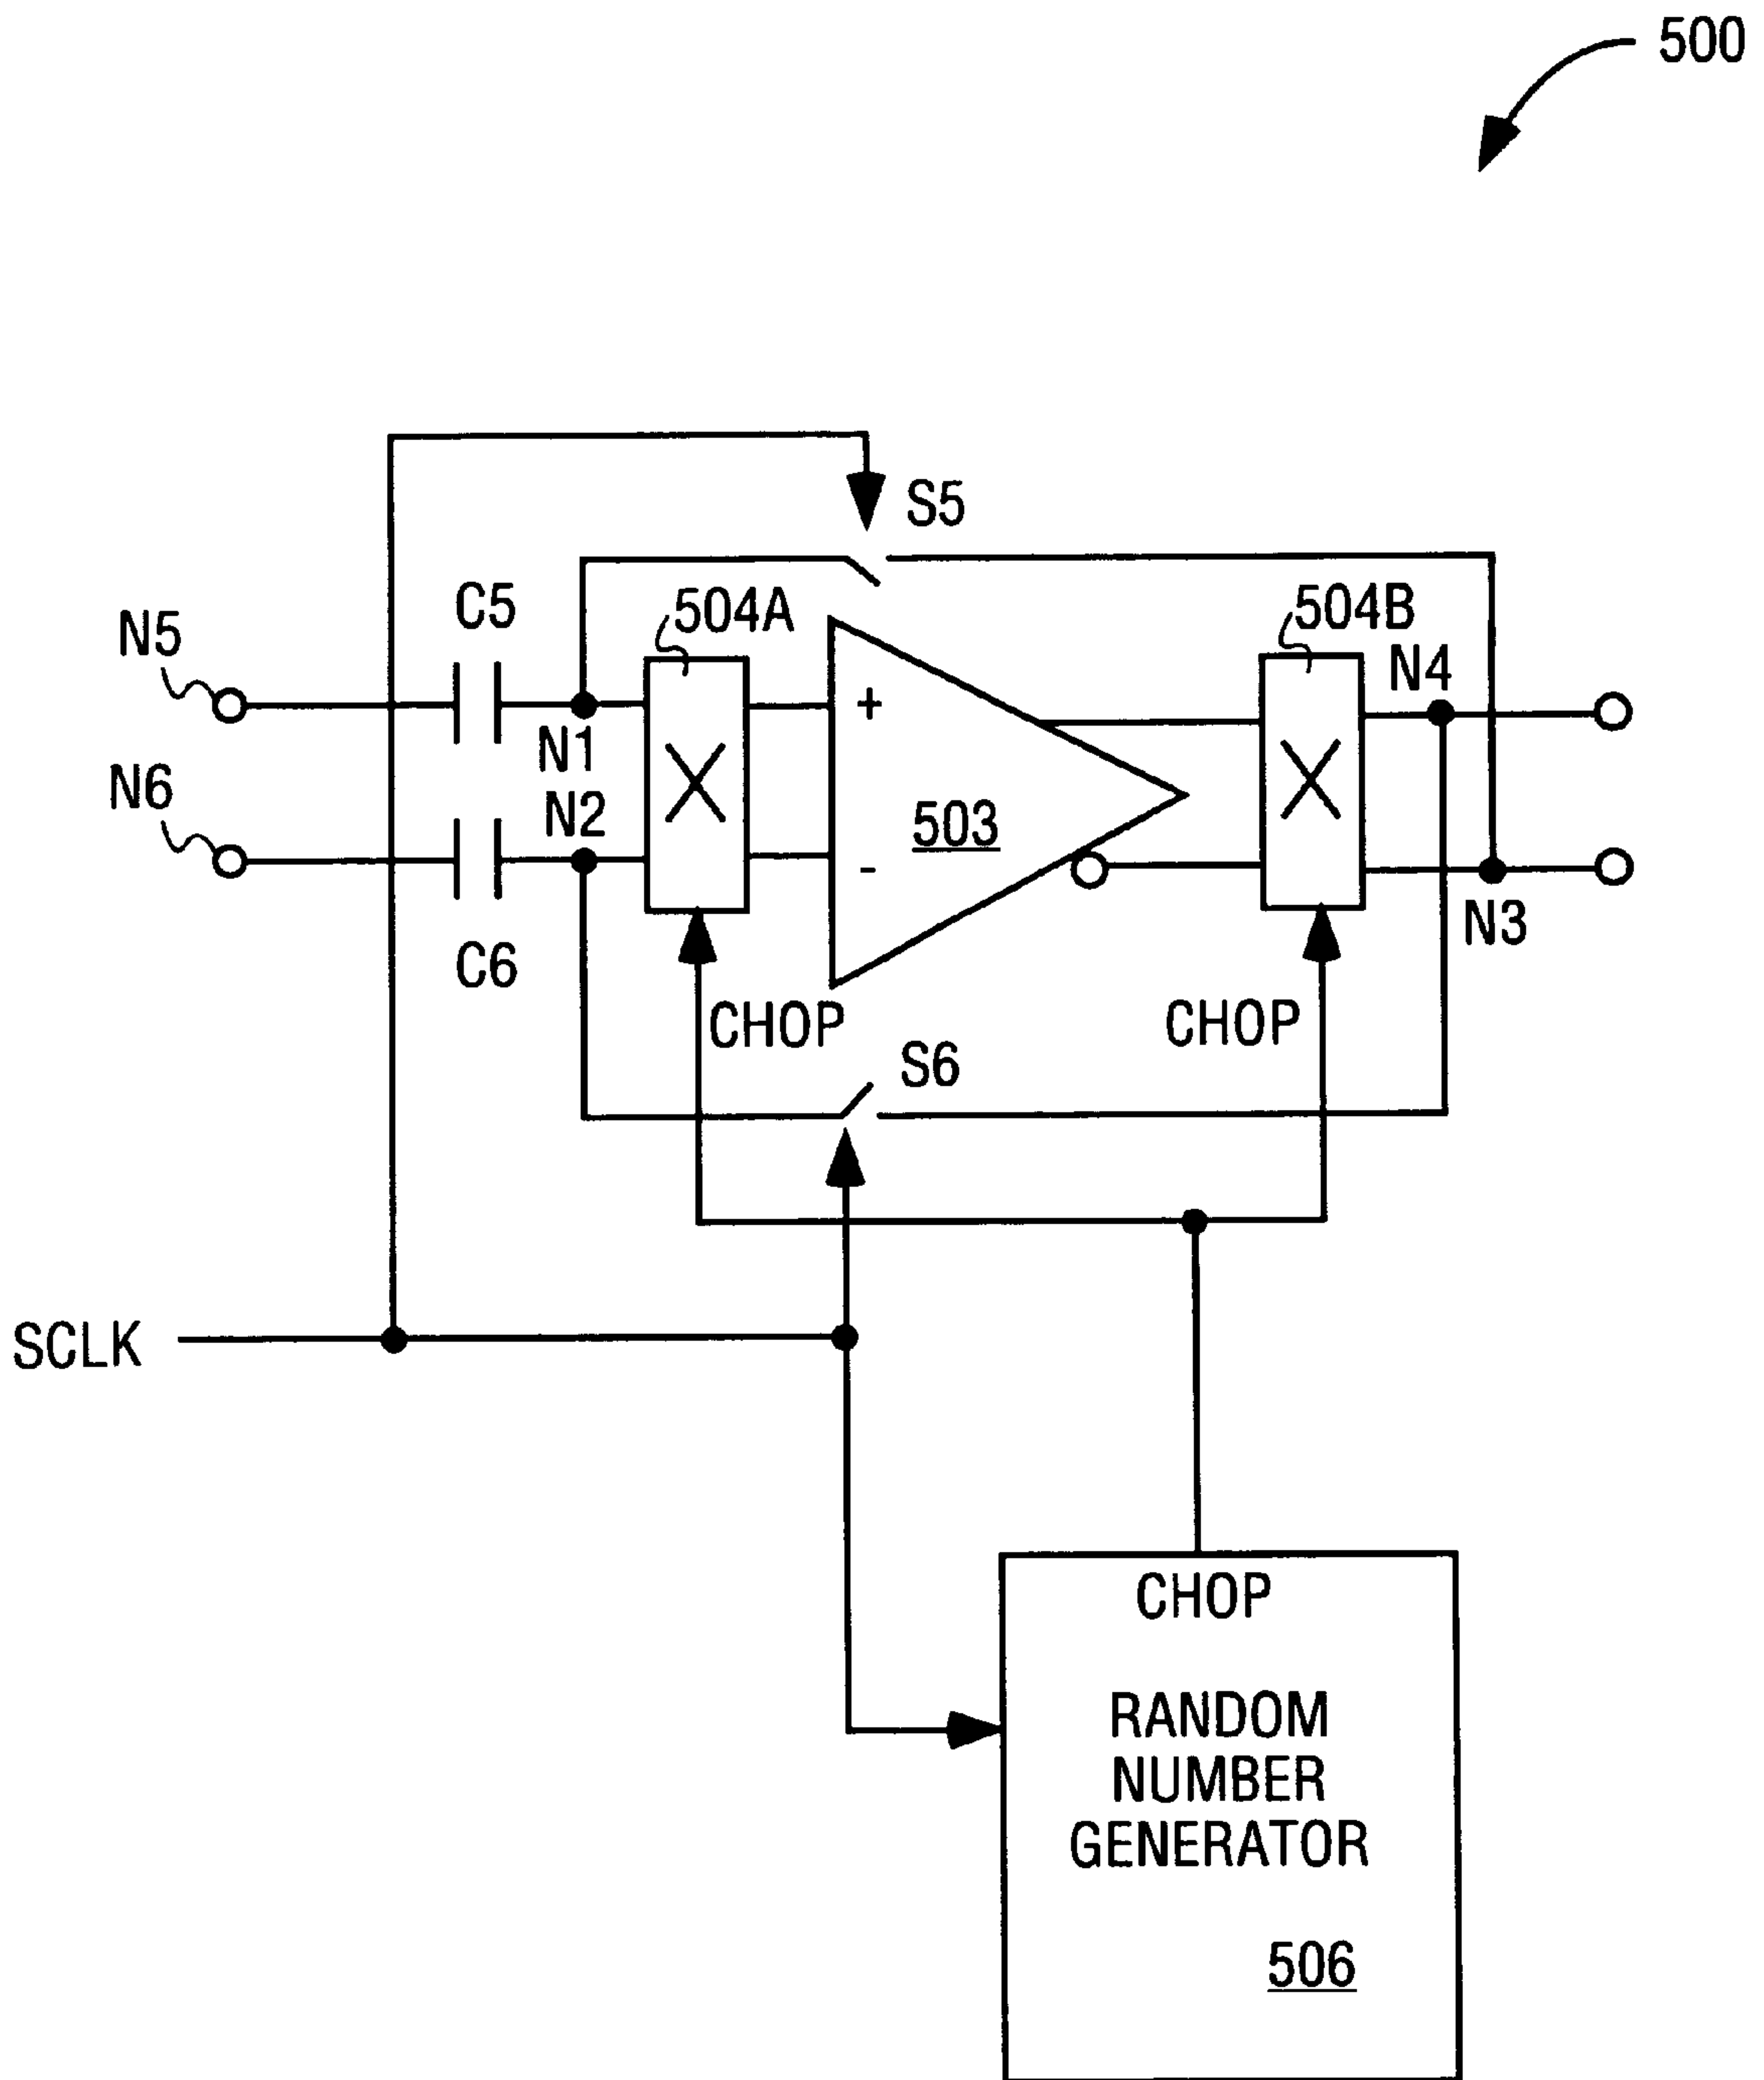 500
S5
504A
504B
C5
N5
N4
+
N1
N6
N2
X
X
503
-
N3
C6
CHOP
CHOP
S6
SCLK
CHOP
RANDOM
NUMBER
GENERATOR
506